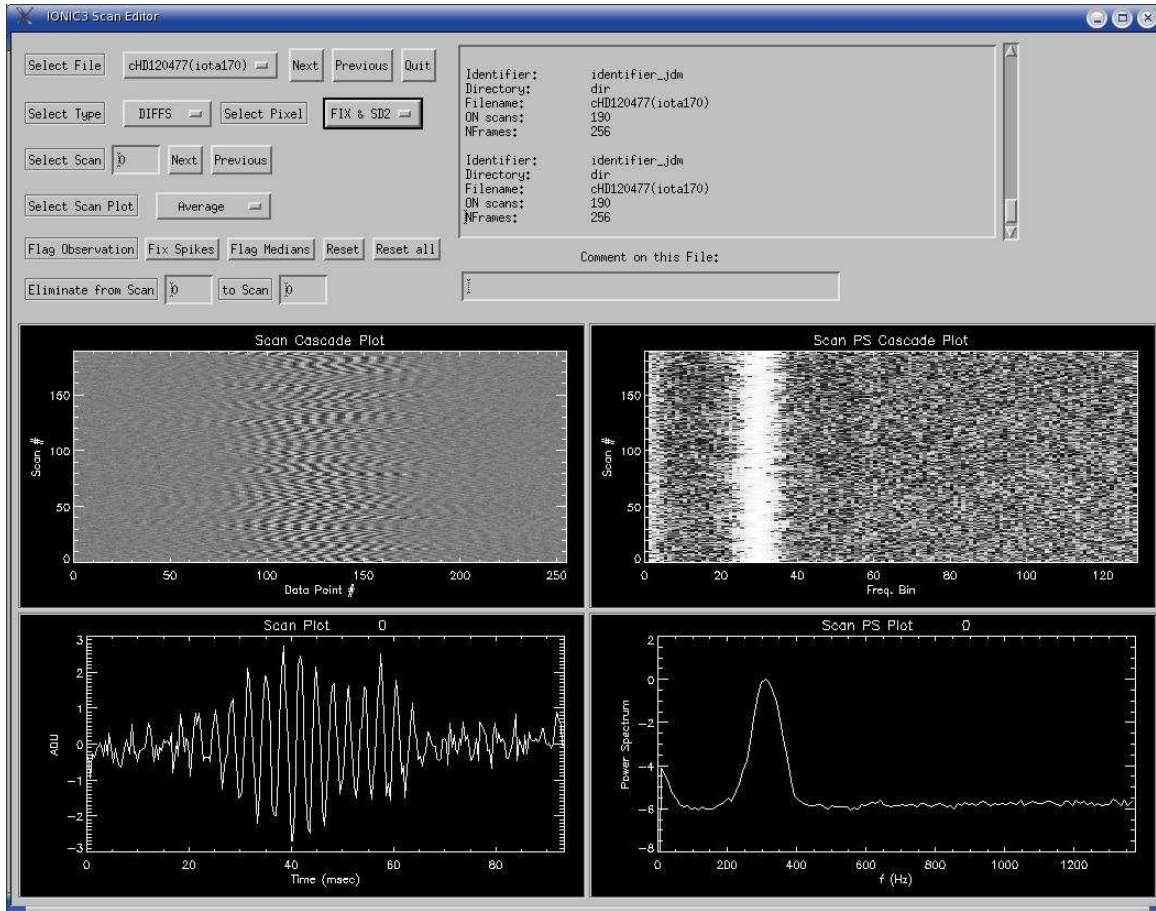 IONIC3 Scan Editor
Select File cHD120477(iota170) Next Previous Quit
Select Type DIFFS Select Pixel FIX & SD2
Select Scan 0 Next Previous
Select Scan Plot Average
Flag Observation Fix Spikes Flag Medians Reset Reset all
Eliminate from Scan 0 to Scan 0
Identifier: identifier_jdm
Directory: dir
Filename: cHD120477(iota170)
ON scans: 190
NFrames: 256
Identifier: identifier_jdm
Directory: dir
Filename: cHD120477(iota170)
ON scans: 190
NFrames: 256
Comment on this File:
Scan Cascade Plot
150
100
50
0
Scan #
0 50 100 150 200 250
Data Point #
Scan PS Cascade Plot
150
100
50
0
Scan #
0 20 40 60 80 100 120
Freq. Bin
Scan Plot 0
3
2
1
0
-1
-2
-3
ADU
0 20 40 60 80
Time (msec)
Scan PS Plot 0
2
0
-2
-4
-6
-8
Power Spectrum
0 200 400 600 800 1000 1200
f (Hz)